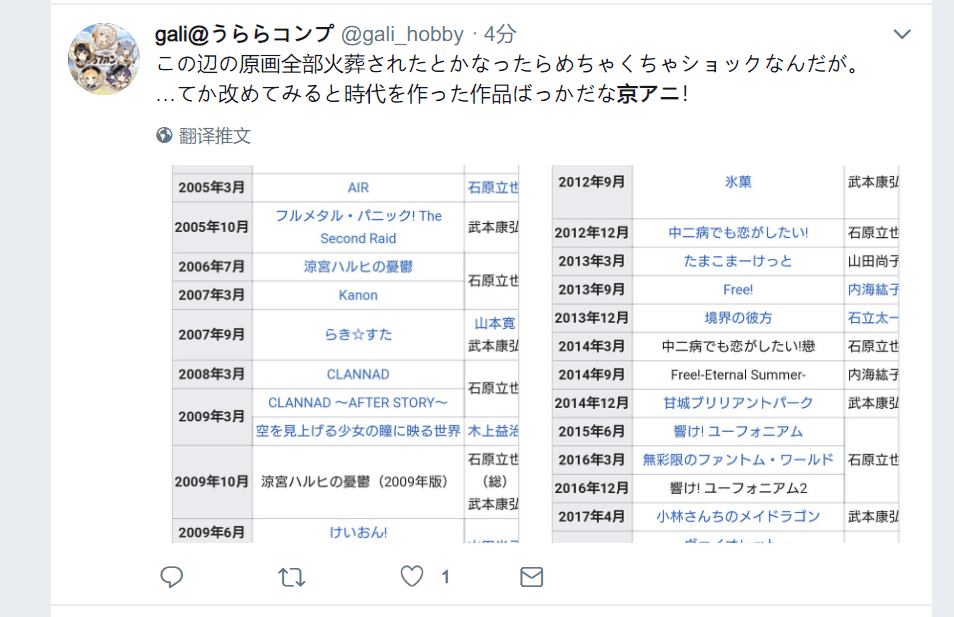 gali@うららコンプ @gali_hobby · 4分
この辺の原画全部火葬されたとかなったらめちゃくちゃショックなんだが。
…てか改めてみると時代を作った作品ばっかだな京アニ!
翻译推文
2005年3月 AIR 石原立也
2005年10月 フルメタル・パニック! The Second Raid 武本康弘
2006年7月 涼宮ハルヒの憂鬱 石原立也
2007年3月 Kanon
2007年9月 らき☆すた 山本寛
武本康弘
2008年3月 CLANNAD 石原立也
2009年3月 CLANNAD 〜AFTER STORY〜
空を見上げる少女の瞳に映る世界 木上益治
2009年10月 涼宮ハルヒの憂鬱（2009年版） 石原立也
（総）
武本康弘
2009年6月 けいおん!
2012年9月 氷菓 武本康弘
2012年12月 中二病でも恋がしたい! 石原立也
2013年3月 たまこまーけっと 山田尚子
2013年9月 Free! 内海紘子
2013年12月 境界の彼方 石立太一
2014年3月 中二病でも恋がしたい!戀 石原立也
2014年9月 Free!-Eternal Summer- 内海紘子
2014年12月 甘城ブリリアントパーク 武本康弘
2015年6月 響け! ユーフォニアム
2016年3月 無彩限のファントム・ワールド 石原立也
2016年12月 響け! ユーフォニアム2
2017年4月 小林さんちのメイドラゴン 武本康弘
1